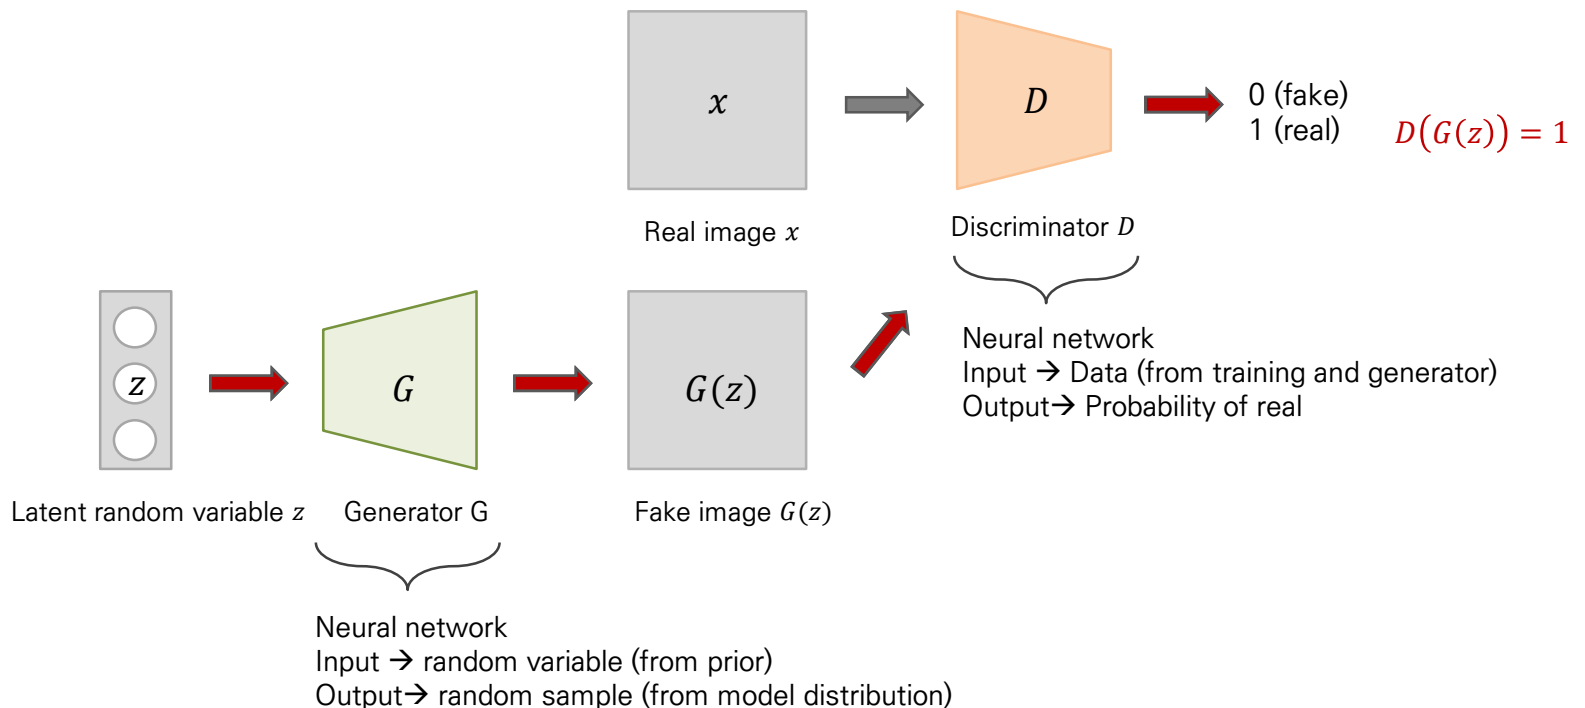 x
D
0 (fake)
1 (real)
D(G(z)) = 1
Real image x
Discriminator D
Neural network
Input → Data (from training and generator)
Output→ Probability of real
z
G
G(z)
Latent random variable z
Generator G
Fake image G(z)
Neural network
Input → random variable (from prior)
Output→ random sample (from model distribution)